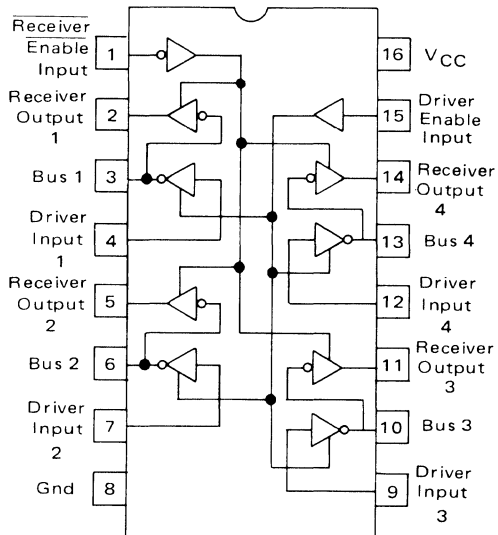 Receiver
Enable
Input
1
Receiver
Output
1
2
Bus 1
3
Driver
Input
1
4
Receiver
Output
2
5
Bus 2
6
Driver
Input
2
7
Gnd
8
16
VCC
15
Driver
Enable
Input
14
Receiver
Output
4
13
Bus 4
12
Driver
Input
4
11
Receiver
Output
3
10
Bus 3
9
Driver
Input
3